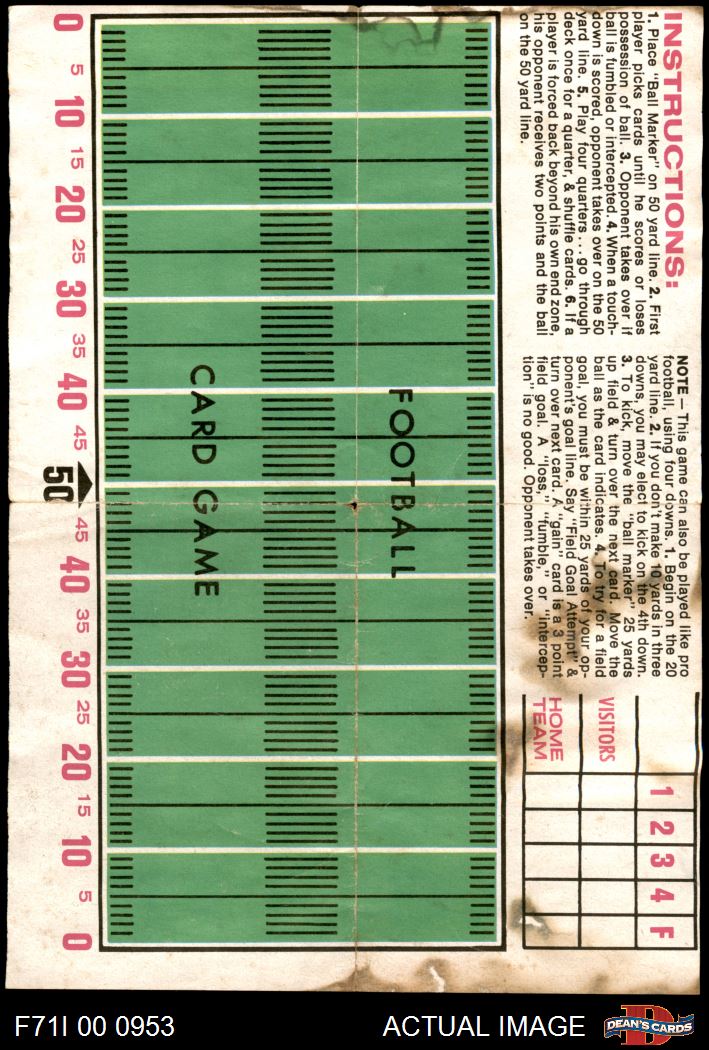 INSTRUCTIONS:
1. Place "Ball Marker" on 50 yard line. 2. First
player picks cards until he scores or loses
possession of ball. 3. Opponent takes over if
ball is fumbled or intercepted. 4. When a touch-
down is scored, opponent takes over on the 50
yard line. 5. Play four quarters... go through
deck once for a quarter, & shuffle cards. 6. If a
player is forced back beyond his own end zone,
his opponent receives two points and the ball
on the 50 yard line.
NOTE — This game can also be played like pro
football, using four downs. 1. Begin on the 20
yard line. 2. If you don't make 10 yards in three
downs, you may elect to kick on the 4th down.
3. To kick, move the "ball marker" 25 yards
up field & turn over the next card. Move the
ball as the card indicates. 4. To try for a field
goal, you must be within 25 yards of your op-
ponent's goal line. Say "Field Goal Attempt" &
turn over next card. A "gain" card is a 3 point
field goal. A "loss," "fumble," or "intercep-
tion" is no good. Opponent takes over.
1 2 3 4 F
VISITORS
HOME
TEAM
FOOTBALL
CARD GAME
0 5 10 15 20 25 30 35 40 45 50 45 40 35 30 25 20 15 10 5 0
F71I 00 0953
ACTUAL IMAGE
D
DEAN'S CARDS